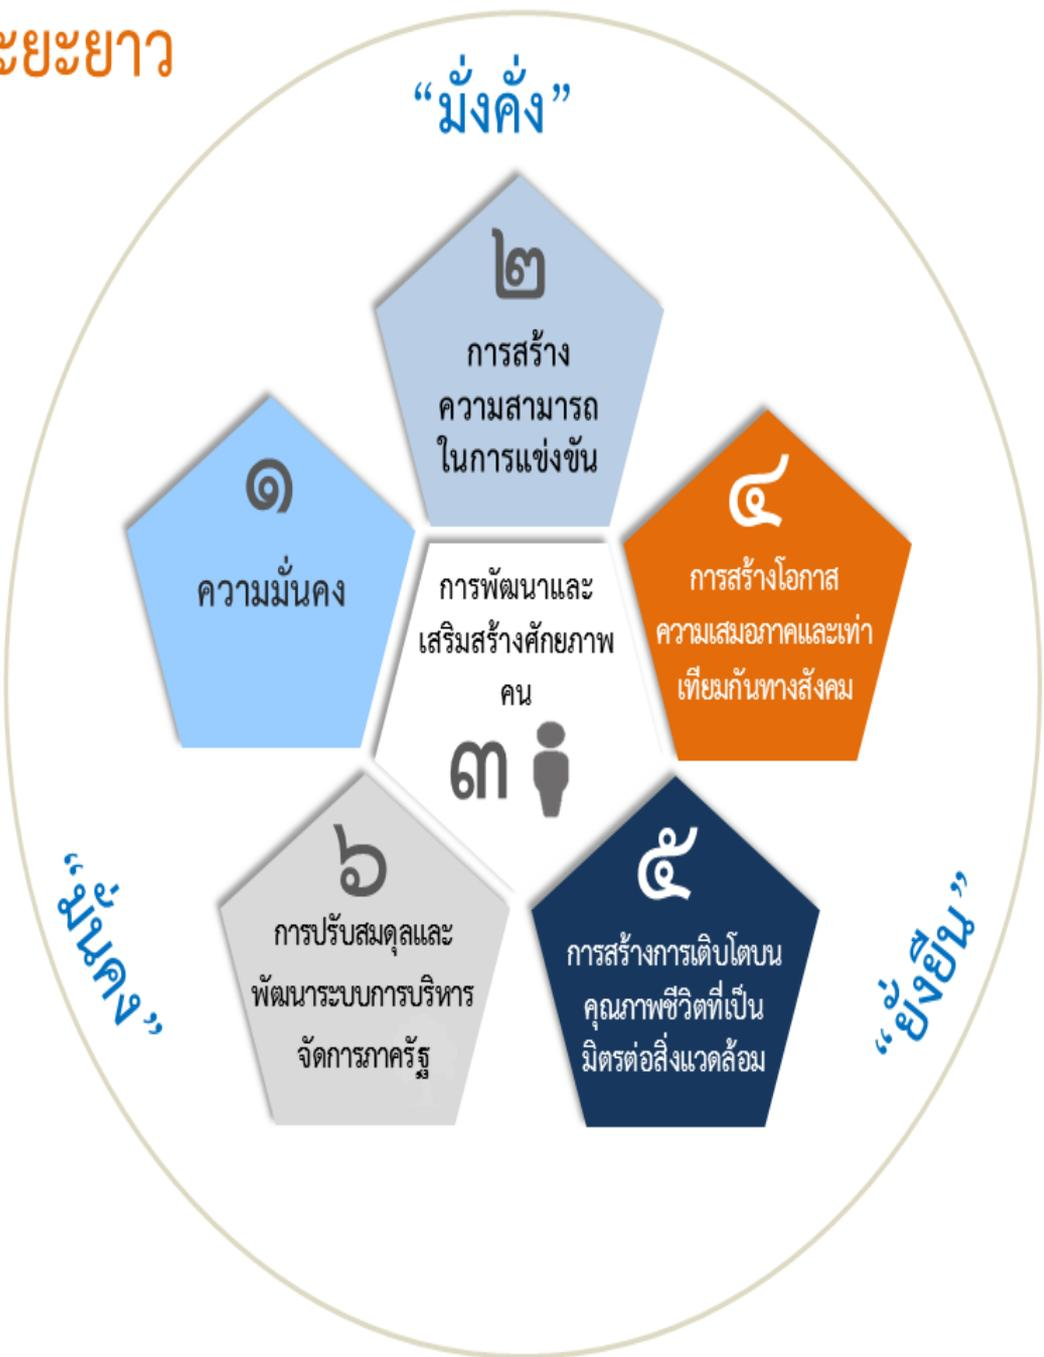 ะยะยาว
“มั่งคั่ง”
๒
การสร้าง
ความสามารถ
ในการแข่งขัน
๑
ความมั่นคง
๔
การสร้างโอกาส
ความเสมอภาคและเท่า
เทียมกันทางสังคม
การพัฒนาและ
เสริมสร้างศักยภาพ
คน
๓
๖
การปรับสมดุลและ
พัฒนาระบบการบริหาร
จัดการภาครัฐ
๕
การสร้างการเติบโตบน
คุณภาพชีวิตที่เป็น
มิตรต่อสิ่งแวดล้อม
“มั่นคง”
“ยั่งยืน”